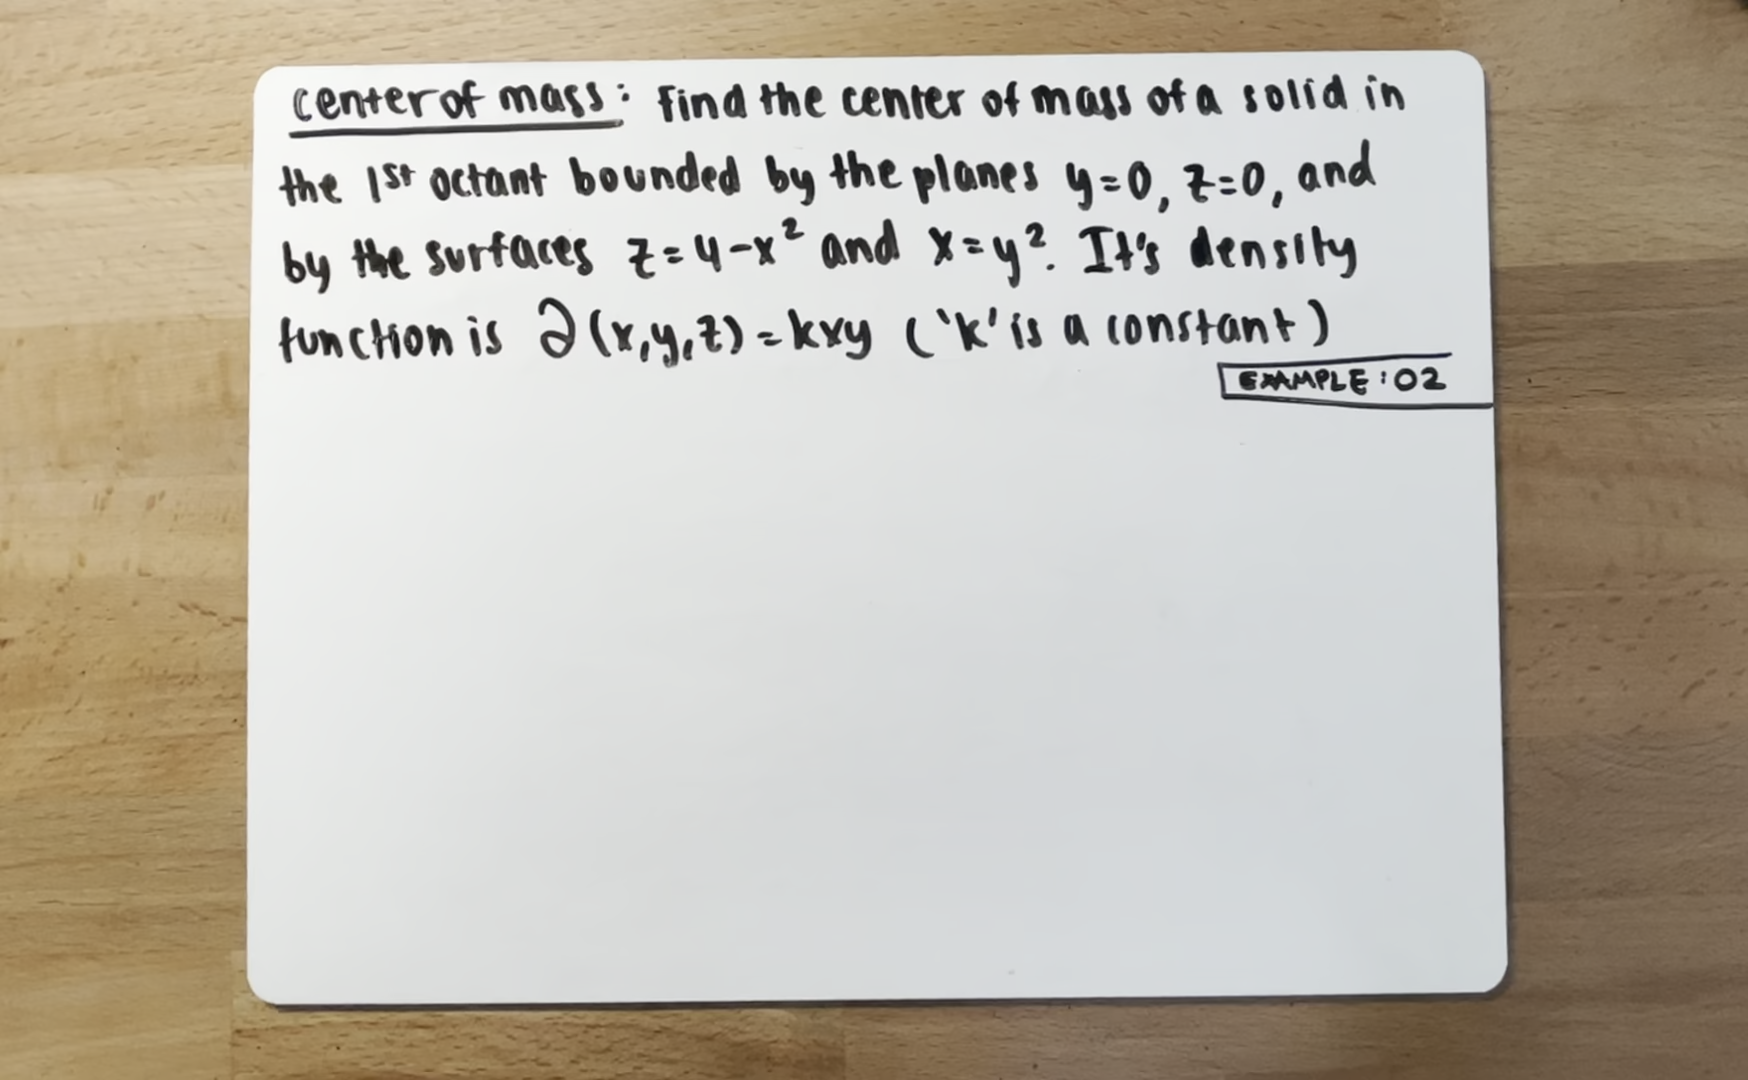 center of mass: Find the center of mass of a solid in
the 1st octant bounded by the planes y=0, z=0, and
by the surfaces z=4-x² and x=y². It's density
function is ∂(x,y,z)=kxy ('k' is a constant)
EXAMPLE:02